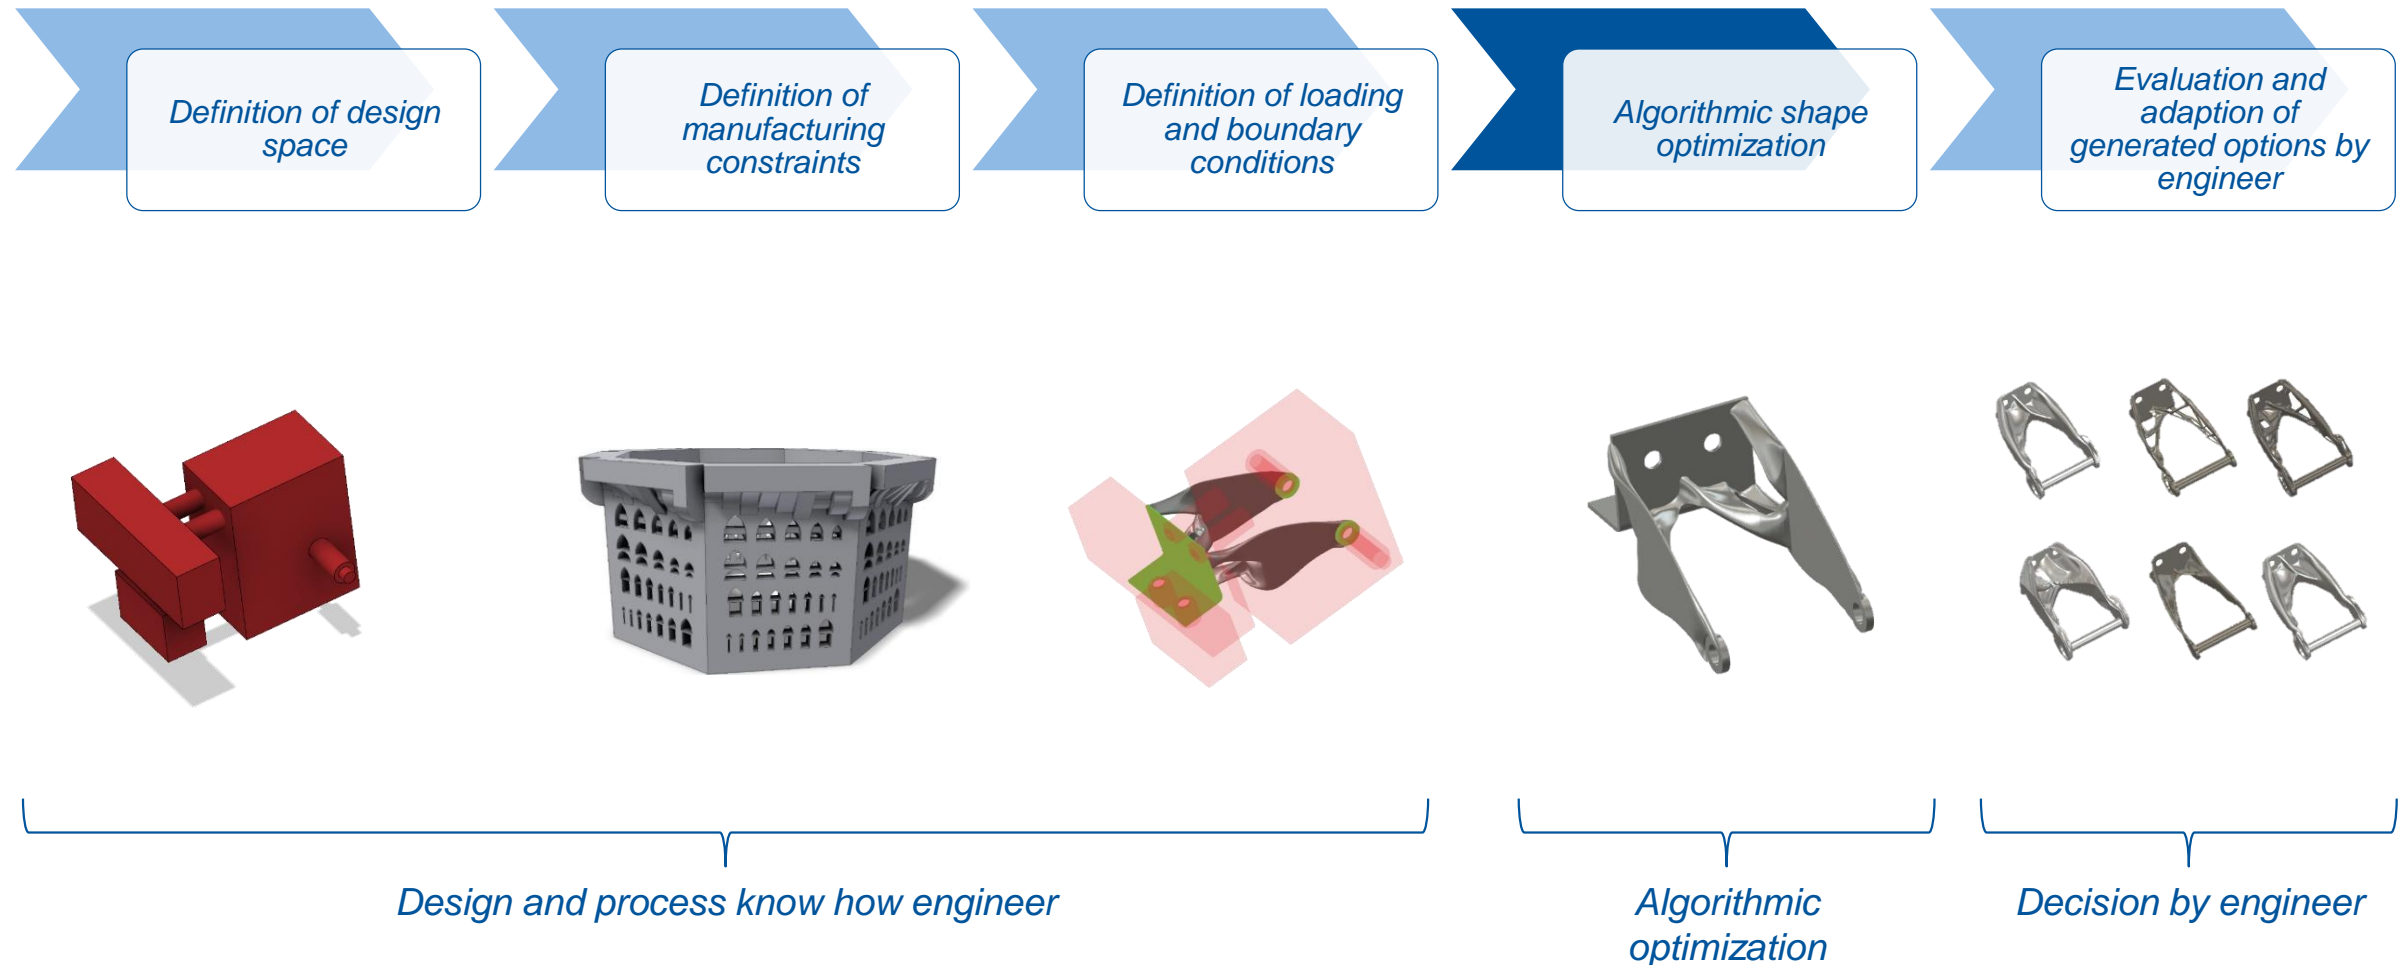 Definition of design
space
Definition of
manufacturing
constraints
Definition of loading
and boundary
conditions
Algorithmic shape
optimization
Evaluation and
adaption of
generated options by
engineer
Design and process know how engineer
Algorithmic
optimization
Decision by engineer